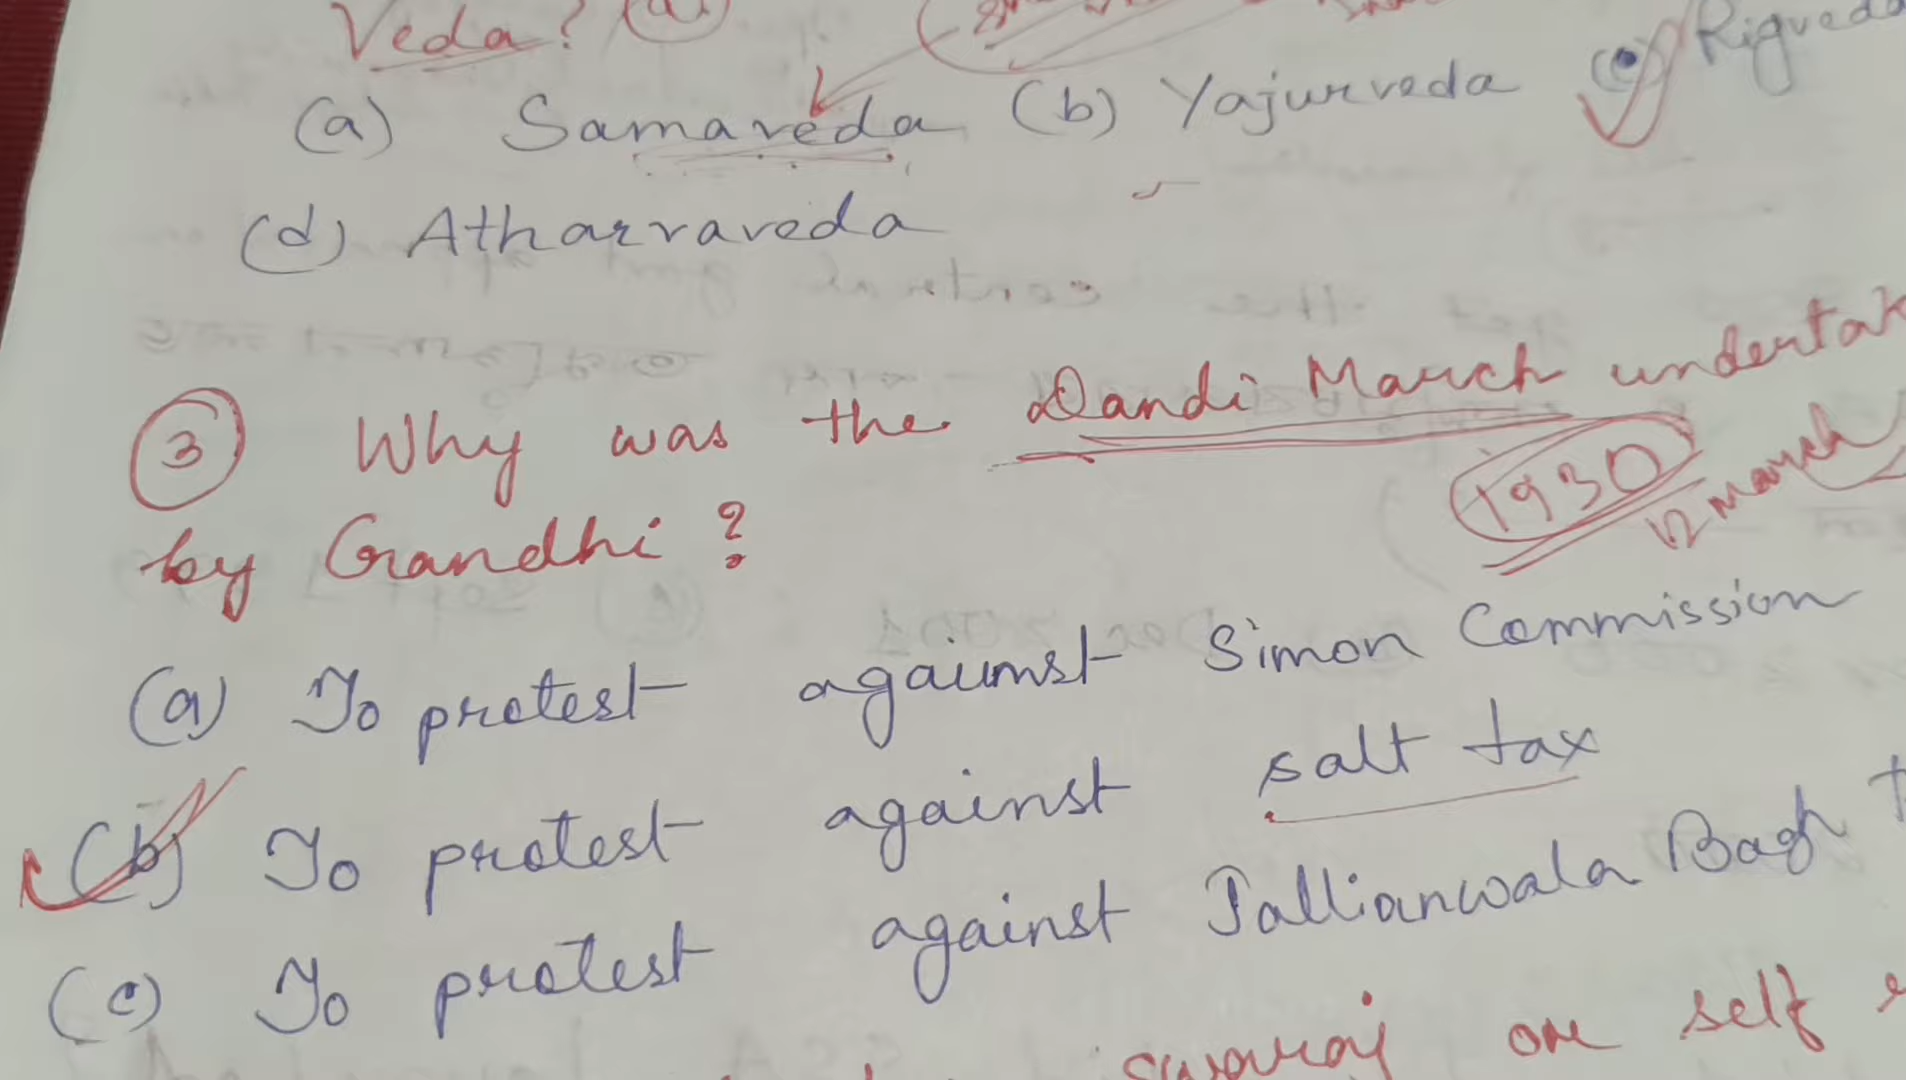 Veda?
(a) Samaveda (b) Yajurveda (c) Rigveda
(d) Atharvaveda
3 Why was the Dandi March undertak
1930
12 March
by Gandhi?
(a) To protest against Simon Commission
(b) To protest against salt tax
(c) To protest against Jallianwala Bagh
swaraj or self